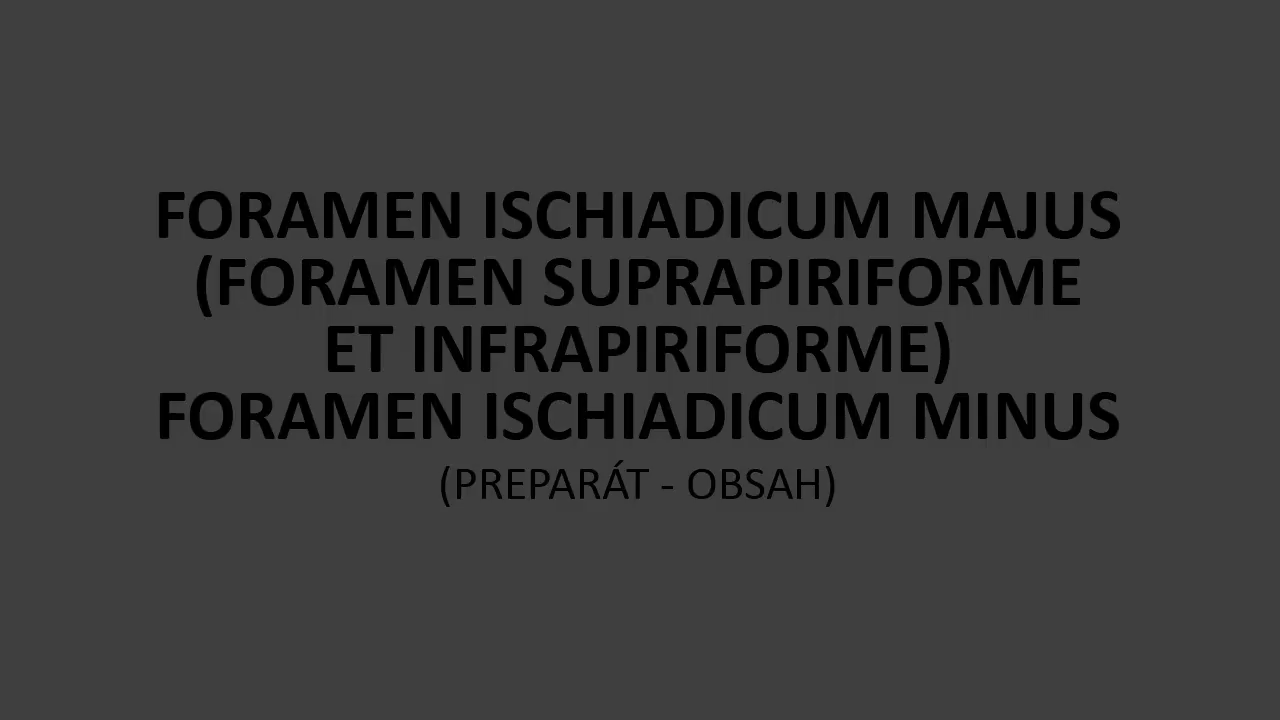 FORAMEN ISCHIADICUM MAJUS
(FORAMEN SUPRAPIRIFORME
ET INFRAPIRIFORME)
FORAMEN ISCHIADICUM MINUS
(PREPARÁT - OBSAH)